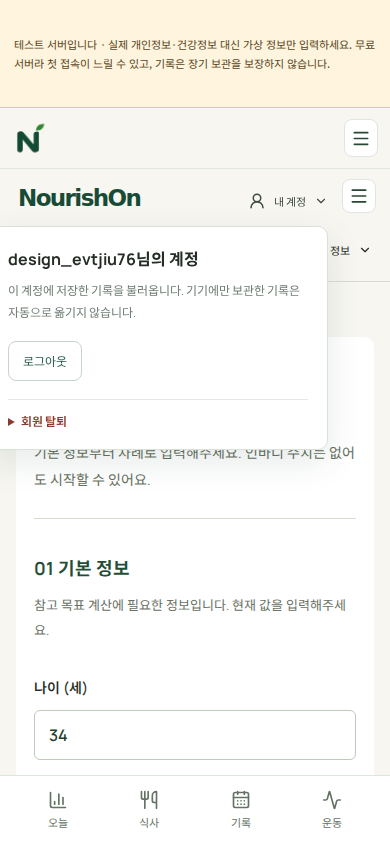 테스트 서버입니다 · 실제 개인정보·건강정보 대신 가상 정보만 입력하세요. 무료
서버라 첫 접속이 느릴 수 있고, 기록은 장기 보관을 보장하지 않습니다.
N
NourishOn
내 계정
정보
design_evtjiu76님의 계정
이 계정에 저장한 기록을 불러옵니다. 기기에만 보관한 기록은
자동으로 옮기지 않습니다.
로그아웃
회원 탈퇴
기본 정보부터 차례로 입력해주세요. 인바디 수치는 없어
도 시작할 수 있어요.
01 기본 정보
참고 목표 계산에 필요한 정보입니다. 현재 값을 입력해주세
요.
나이 (세)
34
오늘
식사
기록
운동